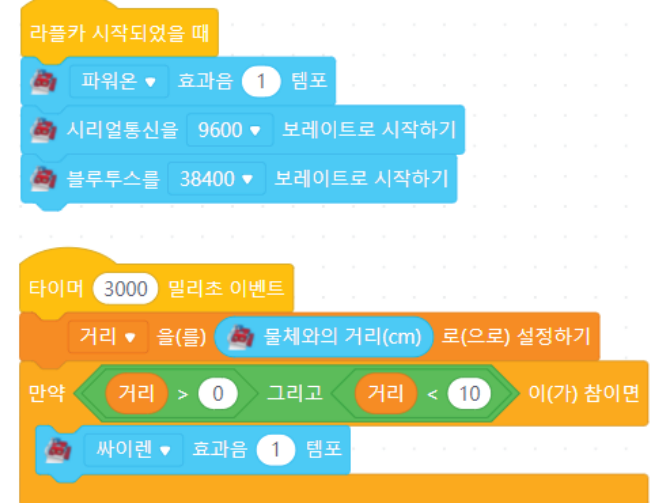 라플카 시작되었을 때
파워온 ▼ 효과음 1 템포
시리얼통신을 9600 ▼ 보레이트로 시작하기
블루투스를 38400 ▼ 보레이트로 시작하기
타이머 3000 밀리초 이벤트
거리 ▼ 을(를) 물체와의 거리(cm) 로(으로) 설정하기
만약 거리 > 0 그리고 거리 < 10 이(가) 참이면
싸이렌 ▼ 효과음 1 템포